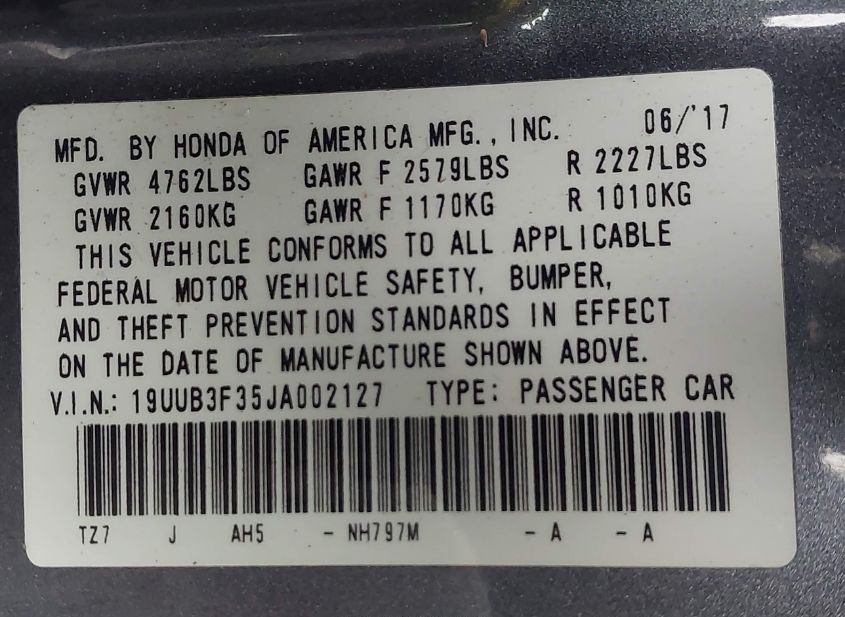 MFD. BY HONDA OF AMERICA MFG., INC. 06/'17
GVWR 4762LBS GAWR F 2579LBS R 2227LBS
GVWR 2160KG GAWR F 1170KG R 1010KG
THIS VEHICLE CONFORMS TO ALL APPLICABLE
FEDERAL MOTOR VEHICLE SAFETY, BUMPER,
AND THEFT PREVENTION STANDARDS IN EFFECT
ON THE DATE OF MANUFACTURE SHOWN ABOVE.
V.I.N.: 19UUB3F35JA002127 TYPE: PASSENGER CAR
TZ7 J AH5 - NH797M - A - A